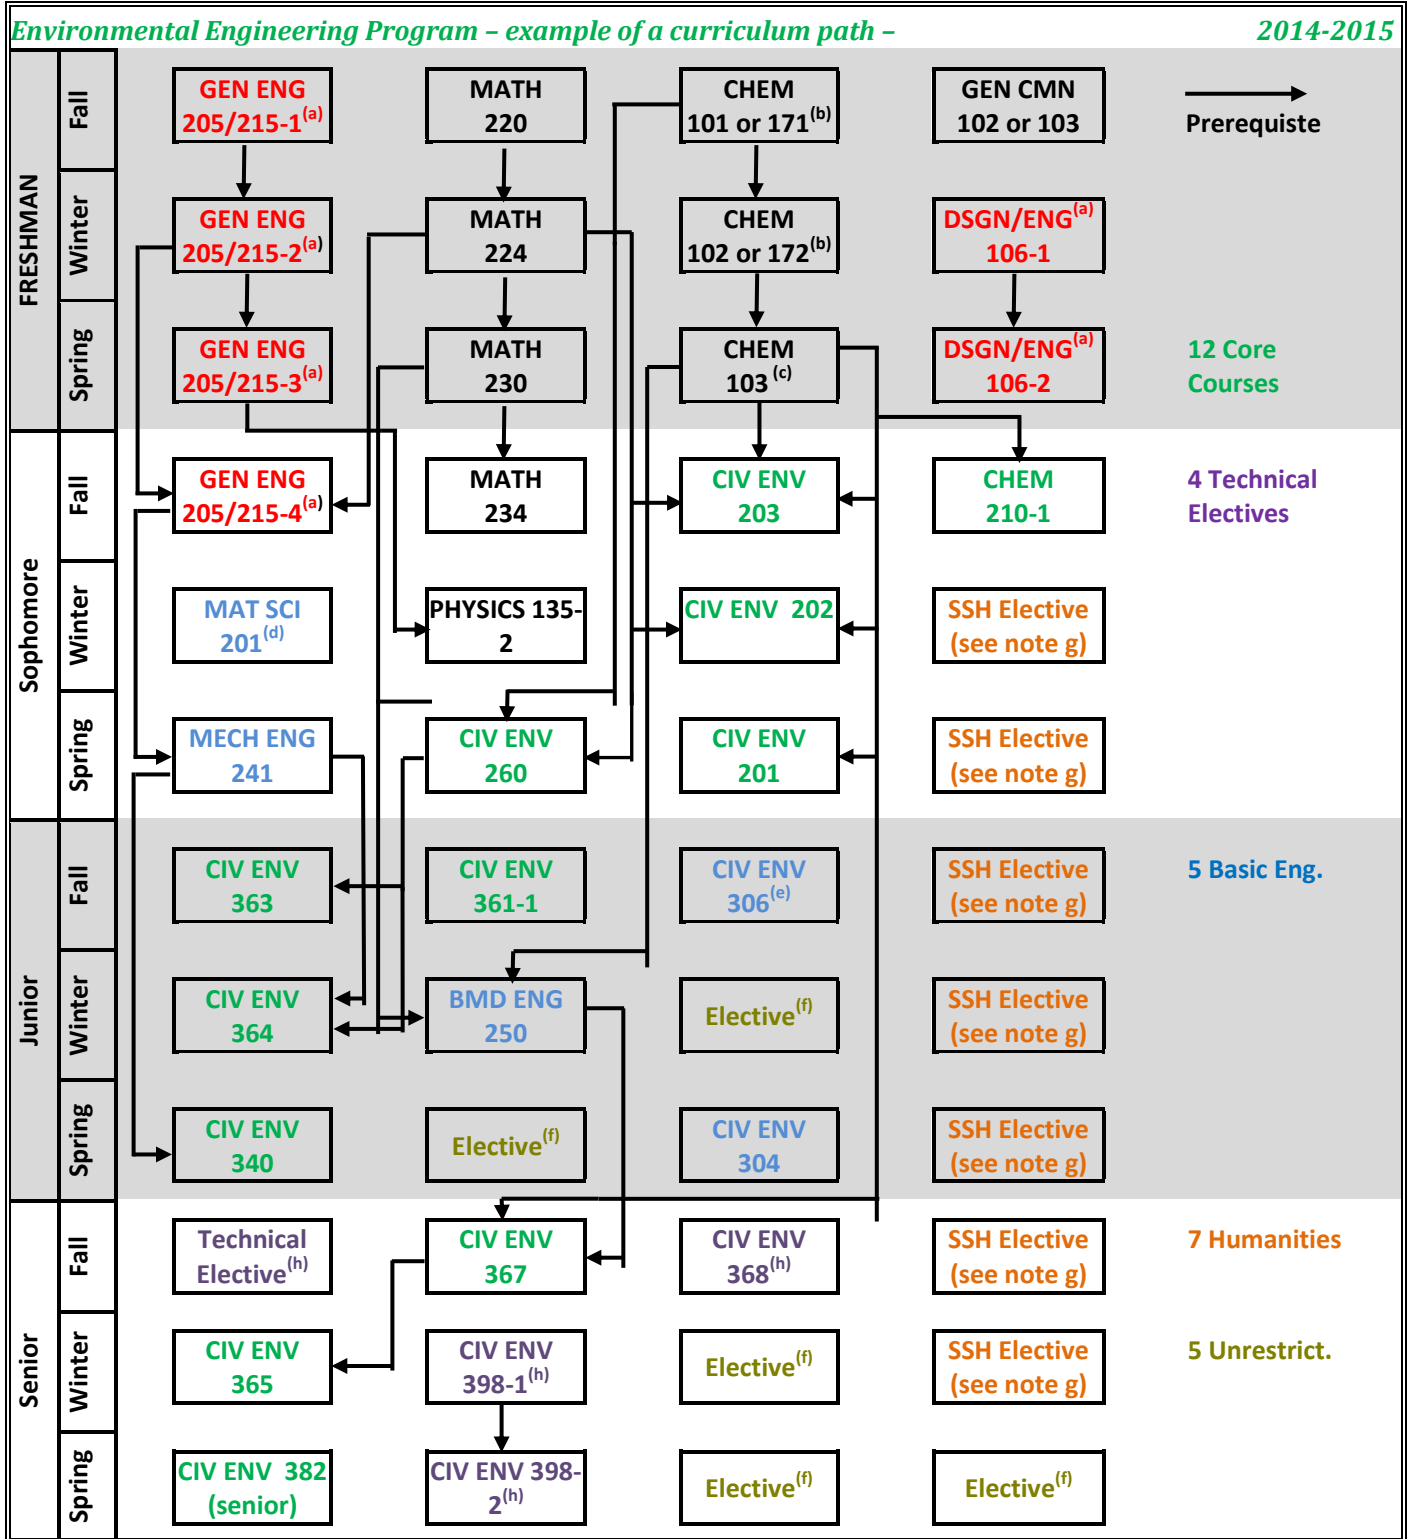 Environmental Engineering Program – example of a curriculum path – 2014-2015
FRESHMAN
Fall
GEN ENG
205/215-1(a)
MATH
220
CHEM
101 or 171(b)
GEN CMN
102 or 103
Prerequiste
Winter
GEN ENG
205/215-2(a)
MATH
224
CHEM
102 or 172(b)
DSGN/ENG(a)
106-1
Spring
GEN ENG
205/215-3(a)
MATH
230
CHEM
103 (c)
DSGN/ENG(a)
106-2
12 Core
Courses
Sophomore
Fall
GEN ENG
205/215-4(a)
MATH
234
CIV ENV
203
CHEM
210-1
4 Technical
Electives
Winter
MAT SCI
201(d)
PHYSICS 135-
2
CIV ENV 202
SSH Elective
(see note g)
Spring
MECH ENG
241
CIV ENV
260
CIV ENV
201
SSH Elective
(see note g)
Junior
Fall
CIV ENV
363
CIV ENV
361-1
CIV ENV
306(e)
SSH Elective
(see note g)
5 Basic Eng.
Winter
CIV ENV
364
BMD ENG
250
Elective(f)
SSH Elective
(see note g)
Spring
CIV ENV
340
Elective(f)
CIV ENV
304
SSH Elective
(see note g)
Senior
Fall
Technical
Elective(h)
CIV ENV
367
CIV ENV
368(h)
SSH Elective
(see note g)
7 Humanities
Winter
CIV ENV
365
CIV ENV
398-1(h)
Elective(f)
SSH Elective
(see note g)
5 Unrestrict.
Spring
CIV ENV 382
(senior)
CIV ENV 398-
2(h)
Elective(f)
Elective(f)